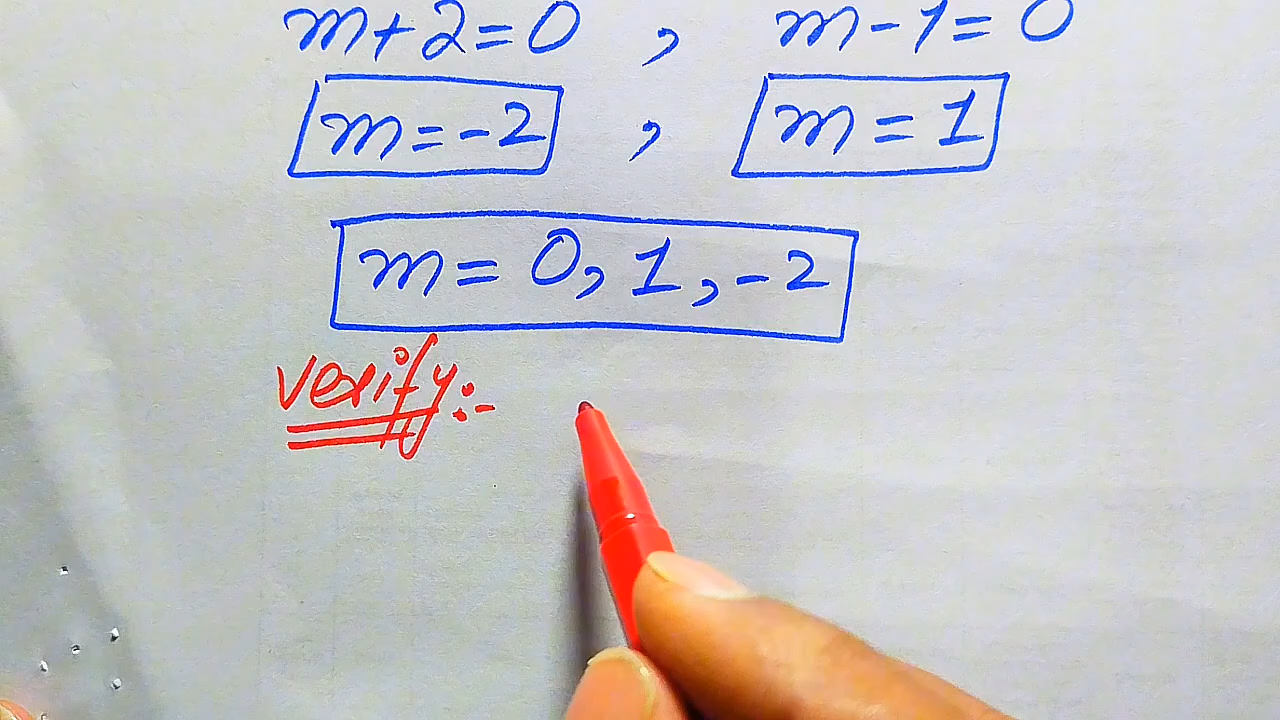 m+2=0 , m-1=0
m=-2 , m=1
m=0,1,-2
Verify:-